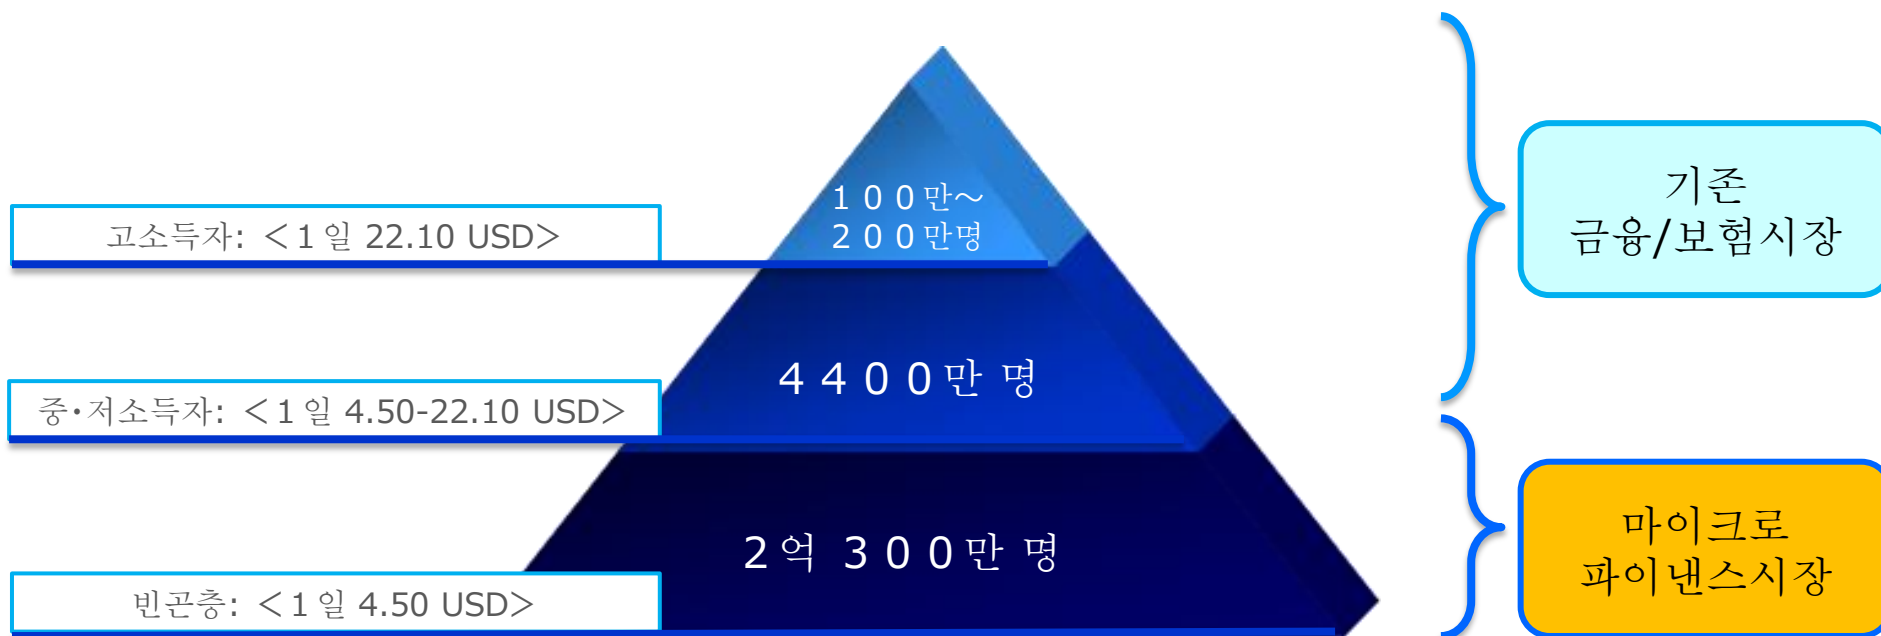 １００만～
２００만명
고소득자: ＜1일 22.10 USD＞
기존
금융/보험시장
４４００만 명
중·저소득자: ＜1일 4.50-22.10 USD＞
2억 ３００만 명
마이크로
파이낸스시장
빈곤층: ＜1일 4.50 USD＞